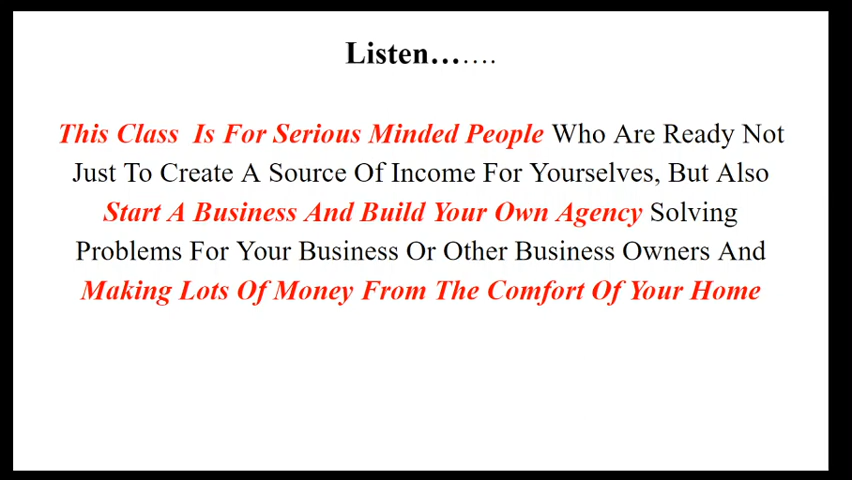 Listen…….
This Class  Is For Serious Minded People Who Are Ready Not
Just To Create A Source Of Income For Yourselves, But Also
Start A Business And Build Your Own Agency Solving
Problems For Your Business Or Other Business Owners And
Making Lots Of Money From The Comfort Of Your Home